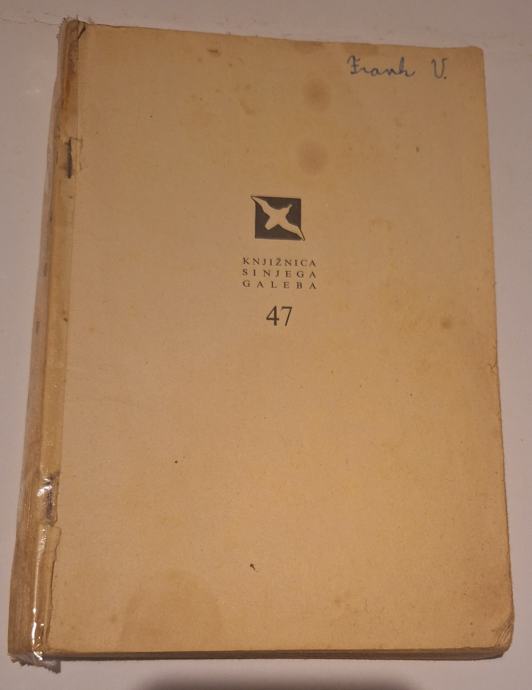 Frank V.
KNJIŽNICA
SINJEGA
GALEBA
47